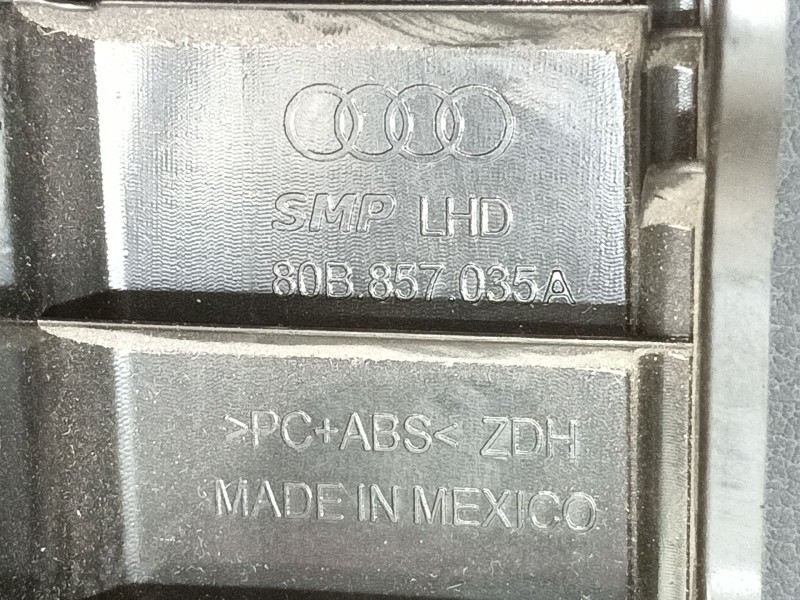 SMP LHD
80B.857.035A
>PC+ABS< ZDH
MADE IN MEXICO